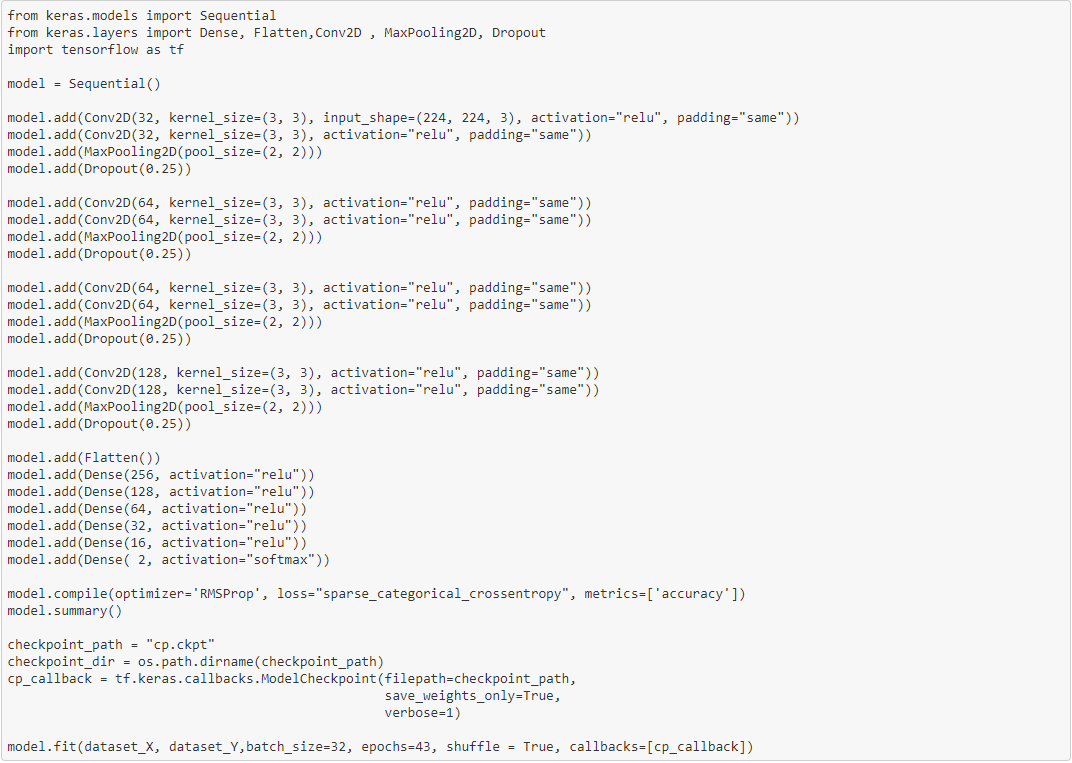 from keras.models import Sequential
from keras.layers import Dense, Flatten,Conv2D , MaxPooling2D, Dropout
import tensorflow as tf
model = Sequential()
model.add(Conv2D(32, kernel_size=(3, 3), input_shape=(224, 224, 3), activation="relu", padding="same"))
model.add(Conv2D(32, kernel_size=(3, 3), activation="relu", padding="same"))
model.add(MaxPooling2D(pool_size=(2, 2)))
model.add(Dropout(0.25))
model.add(Conv2D(64, kernel_size=(3, 3), activation="relu", padding="same"))
model.add(Conv2D(64, kernel_size=(3, 3), activation="relu", padding="same"))
model.add(MaxPooling2D(pool_size=(2, 2)))
model.add(Dropout(0.25))
model.add(Conv2D(64, kernel_size=(3, 3), activation="relu", padding="same"))
model.add(Conv2D(64, kernel_size=(3, 3), activation="relu", padding="same"))
model.add(MaxPooling2D(pool_size=(2, 2)))
model.add(Dropout(0.25))
model.add(Conv2D(128, kernel_size=(3, 3), activation="relu", padding="same"))
model.add(Conv2D(128, kernel_size=(3, 3), activation="relu", padding="same"))
model.add(MaxPooling2D(pool_size=(2, 2)))
model.add(Dropout(0.25))
model.add(Flatten())
model.add(Dense(256, activation="relu"))
model.add(Dense(128, activation="relu"))
model.add(Dense(64, activation="relu"))
model.add(Dense(32, activation="relu"))
model.add(Dense(16, activation="relu"))
model.add(Dense( 2, activation="softmax"))
model.compile(optimizer='RMSProp', loss="sparse_categorical_crossentropy", metrics=['accuracy'])
model.summary()
checkpoint_path = "cp.ckpt"
checkpoint_dir = os.path.dirname(checkpoint_path)
cp_callback = tf.keras.callbacks.ModelCheckpoint(filepath=checkpoint_path,
save_weights_only=True,
verbose=1)
model.fit(dataset_X, dataset_Y,batch_size=32, epochs=43, shuffle = True, callbacks=[cp_callback])